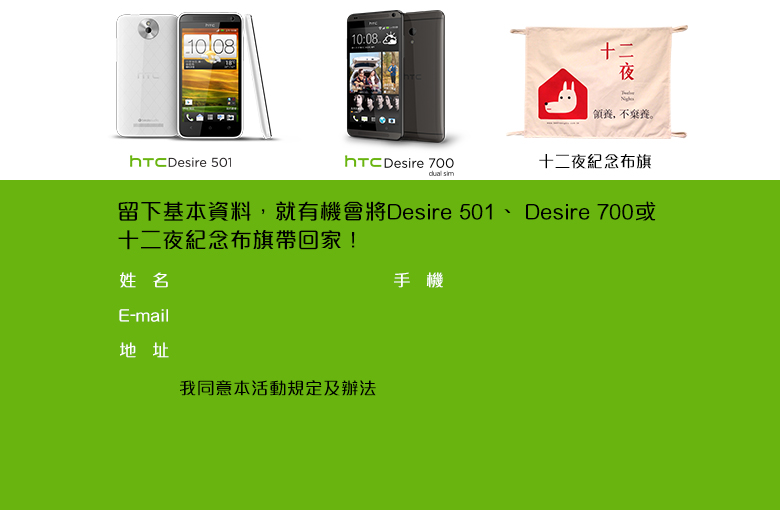 hTC
10:08
18°
hTC
10:08
hTC
十二夜
Twelve
Nights
領養, 不棄養。
hTC Desire 501
hTC Desire 700
dual sim
十二夜紀念布旗
留下基本資料，就有機會將Desire 501、 Desire 700或
十二夜紀念布旗帶回家！
姓 名
手 機
E-mail
地 址
我同意本活動規定及辦法